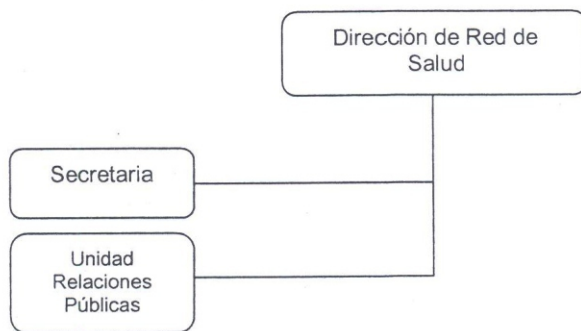 Dirección de Red de
Salud
Secretaria
Unidad
Relaciones
Públicas